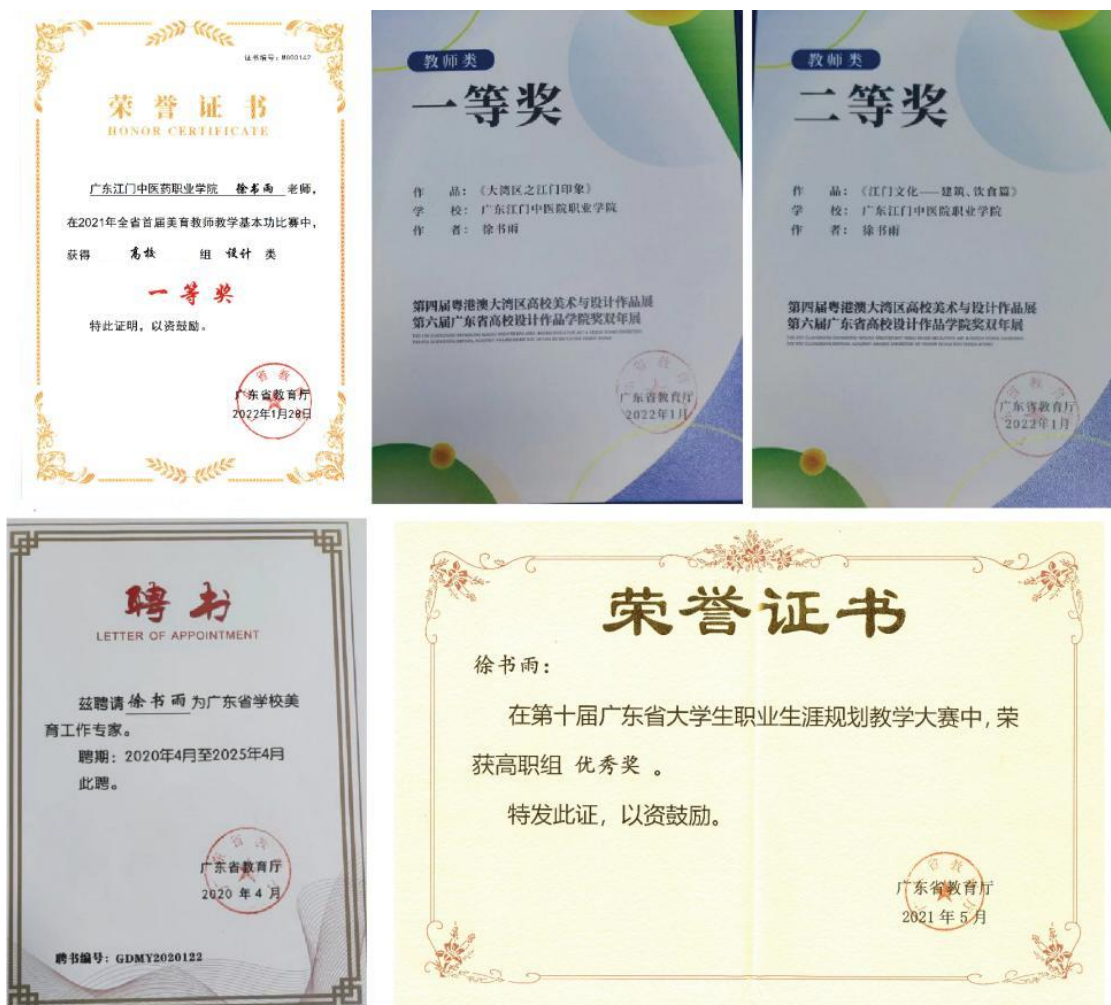 证书编号：M000142
荣誉证书
HONOR CERTIFICATE
广东江门中医药职业学院 徐书雨 老师，
在2021年全省首届美育教师教学基本功比赛中，
获得 高校 组 设计 类
一等奖
特此证明，以资鼓励。
广东省教育厅
2022年1月28日
教师类
一等奖
作 品：《大湾区之江门印象》
学 校：广东江门中医院职业学院
作 者：徐书雨
第四届粤港澳大湾区高校美术与设计作品展
第六届广东省高校设计作品学院奖双年展
广东省教育厅
2022年1月
教师类
二等奖
作 品：《江门文化——建筑、饮食篇》
学 校：广东江门中医院职业学院
作 者：徐书雨
第四届粤港澳大湾区高校美术与设计作品展
第六届广东省高校设计作品学院奖双年展
广东省教育厅
2022年1月
聘书
LETTER OF APPOINTMENT
兹聘请徐书雨为广东省学校美
育工作专家。
聘期：2020年4月至2025年4月
此聘。
广东省教育厅
2020 年 4 月
聘书编号：GDMY2020122
荣誉证书
徐书雨：
在第十届广东省大学生职业生涯规划教学大赛中，荣
获高职组 优秀奖 。
特发此证，以资鼓励。
广东省教育厅
2021年5月